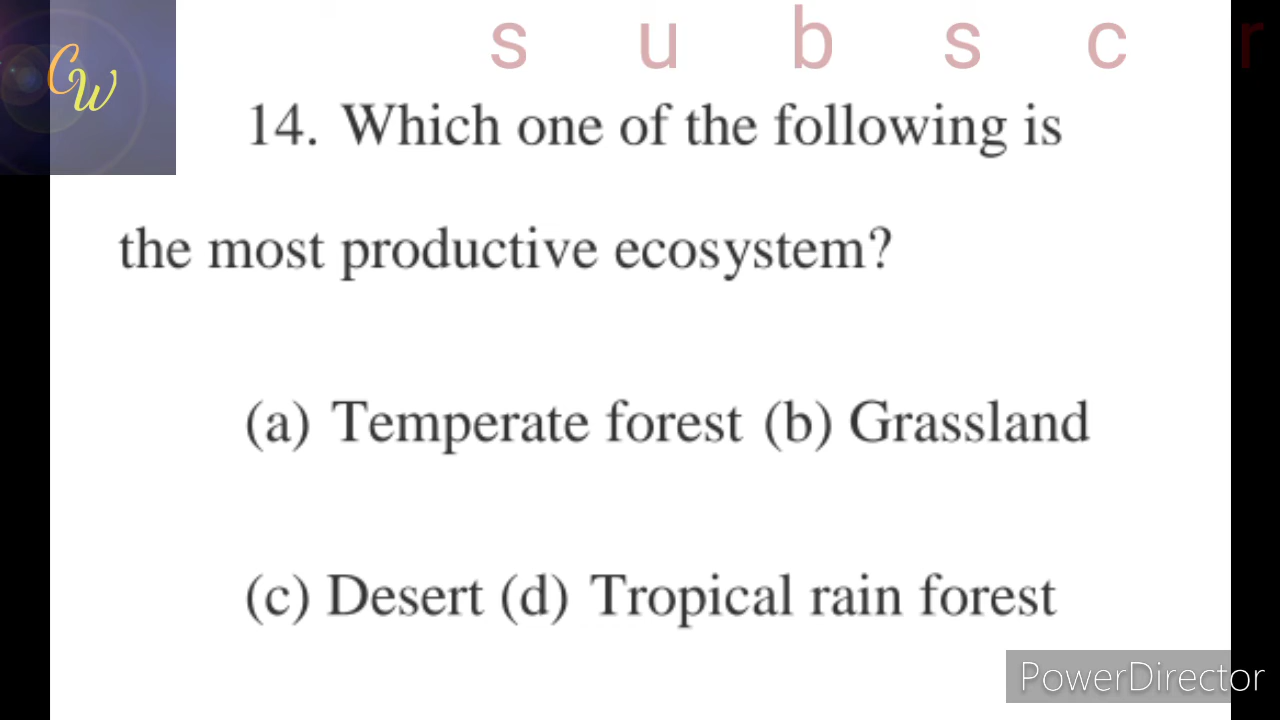 s u b s c r
CW
14. Which one of the following is
the most productive ecosystem?
(a) Temperate forest (b) Grassland
(c) Desert (d) Tropical rain forest
PowerDirector